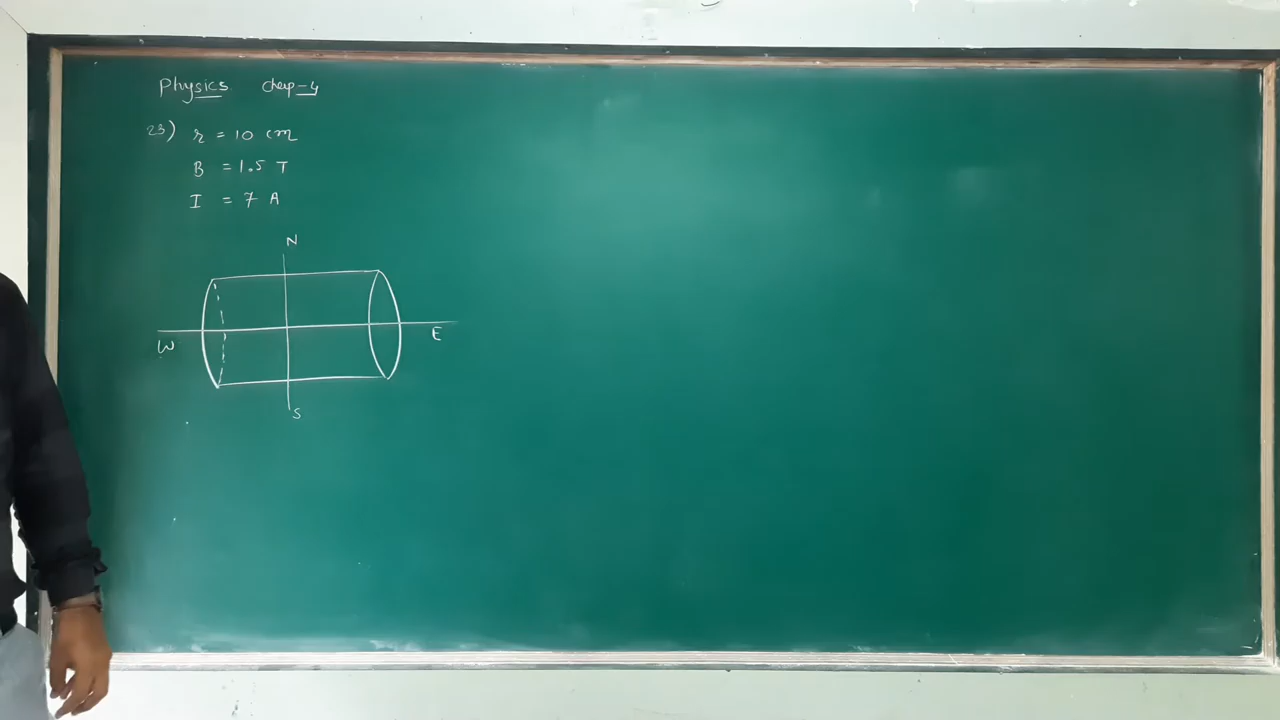 Physics chap-4
23) r = 10 cm
B = 1.5 T
I = 7 A
N
W E
S